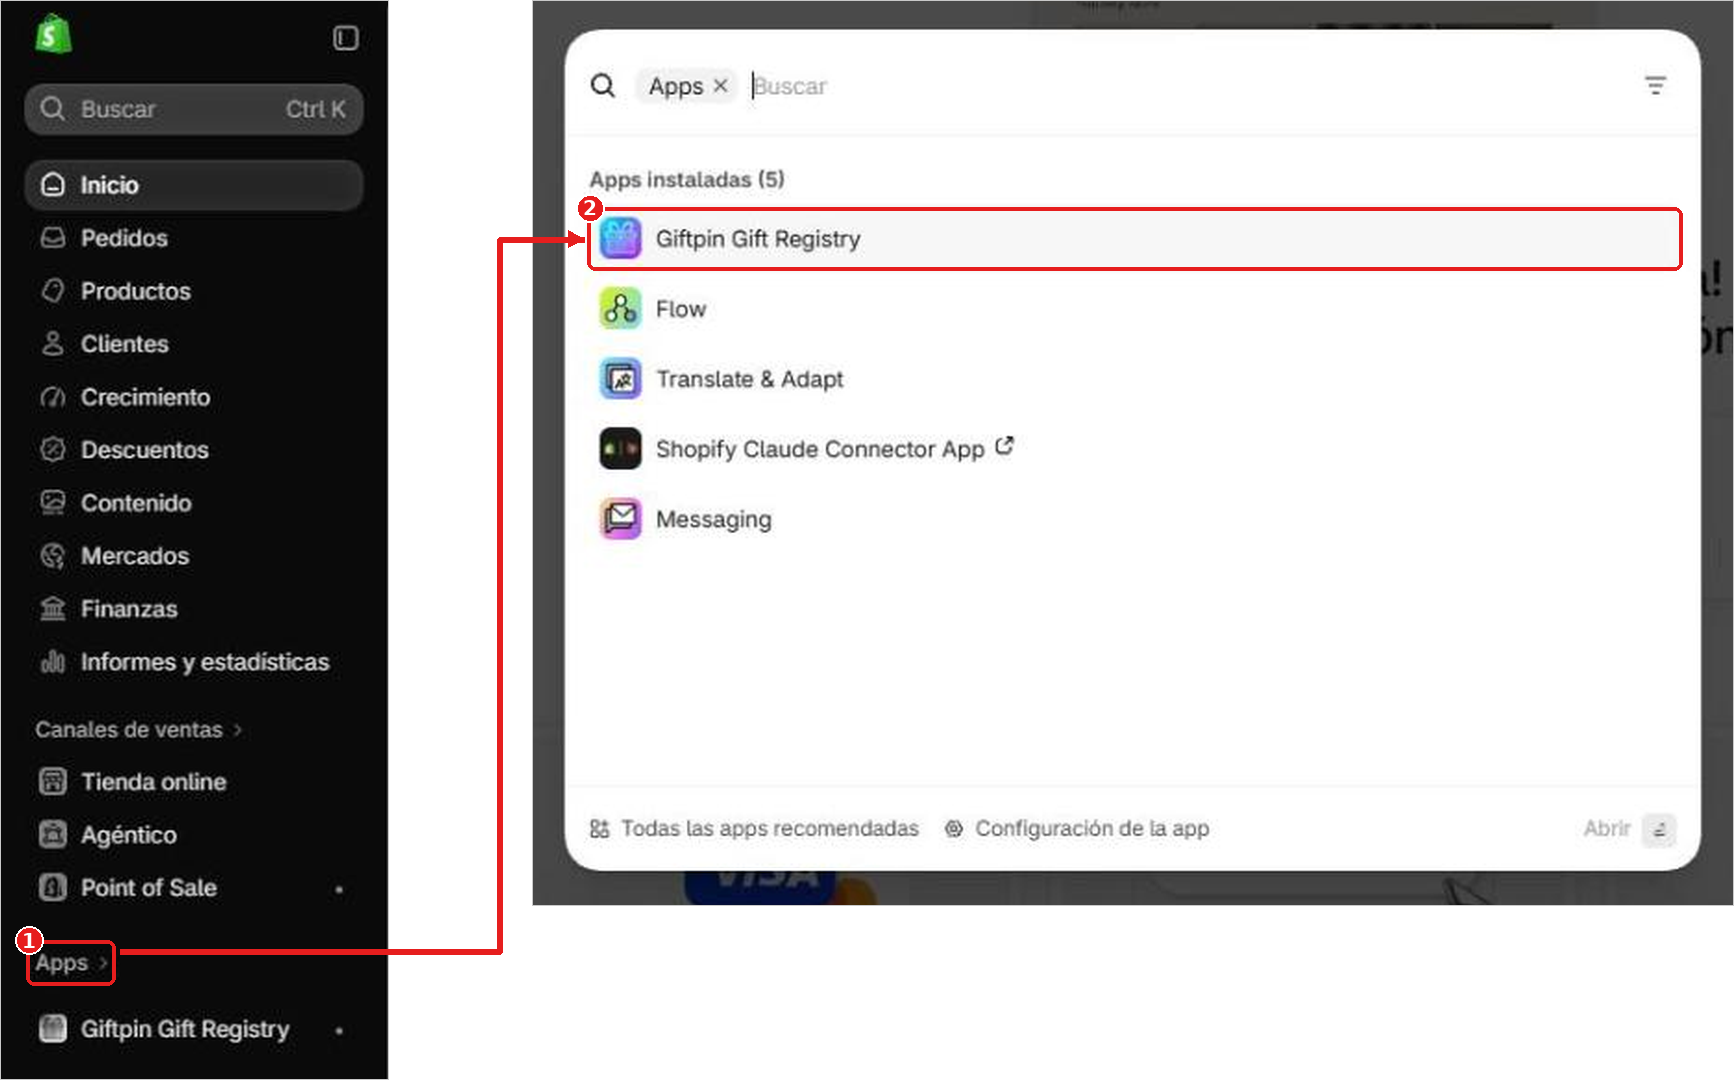 Buscar Ctrl K
Inicio
Pedidos
Productos
Clientes
Crecimiento
Descuentos
Contenido
Mercados
Finanzas
Informes y estadísticas
Canales de ventas
Tienda online
Agéntico
Point of Sale
1
Apps
Giftpin Gift Registry
Apps Buscar
Apps instaladas (5)
2
Giftpin Gift Registry
Flow
Translate & Adapt
Shopify Claude Connector App
Messaging
Todas las apps recomendadas Configuración de la app Abrir
VISA